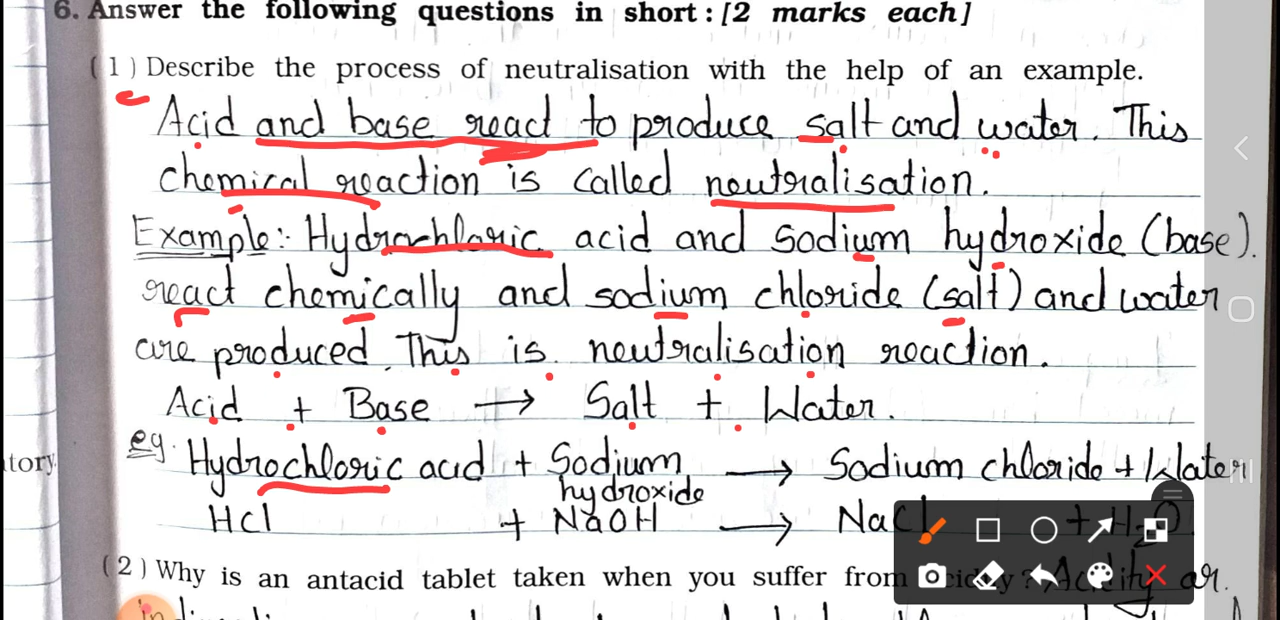 6. Answer the following questions in short : [2 marks each]
(1) Describe the process of neutralisation with the help of an example.
Acid and base react to produce salt and water. This
chemical reaction is called neutralisation.
Example:- Hydrochloric acid and sodium hydroxide (base).
react chemically and sodium chloride (salt) and water
are produced. This is neutralisation reaction.
Acid + Base → Salt + Water.
eg. Hydrochloric acid + Sodium hydroxide → Sodium chloride + Water
HCl + NaOH → NaCl + H2O
tory
(2) Why is an antacid tablet taken when you suffer from acidity? Acidity or